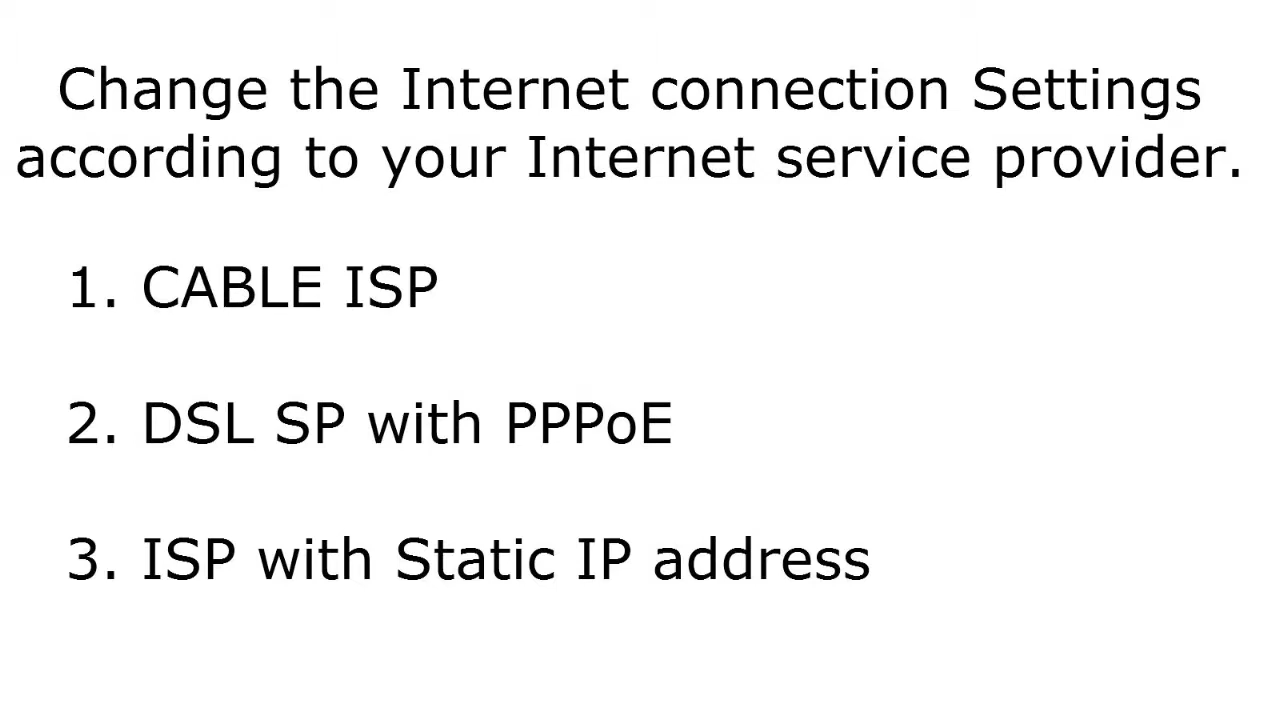 Change the Internet connection Settings
according to your Internet service provider.
1. CABLE ISP
2. DSL SP with PPPoE
3. ISP with Static IP address